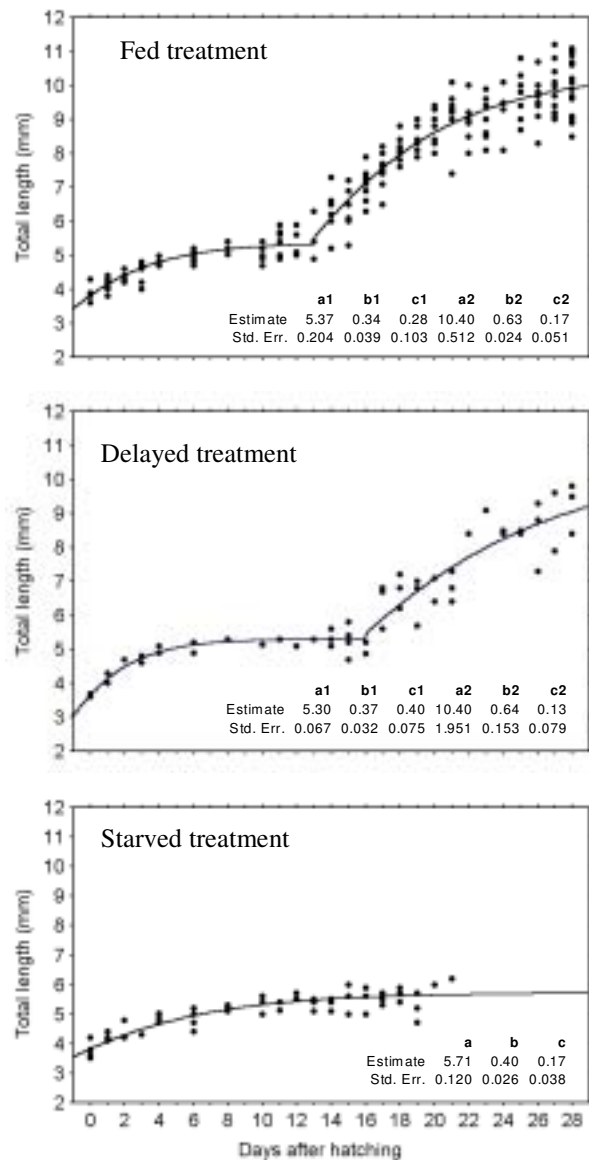 Fed treatment
12
11
10
9
8
7
6
5
4
3
2
Total length (mm)
a1 b1 c1 a2 b2 c2
Estimate 5.37 0.34 0.28 10.40 0.63 0.17
Std. Err. 0.204 0.039 0.103 0.512 0.024 0.051
Delayed treatment
12
11
10
9
8
7
6
5
4
3
2
Total length (mm)
a1 b1 c1 a2 b2 c2
Estimate 5.30 0.37 0.40 10.40 0.64 0.13
Std. Err. 0.067 0.032 0.075 1.951 0.153 0.079
Starved treatment
12
11
10
9
8
7
6
5
4
3
2
Total length (mm)
a b c
Estimate 5.71 0.40 0.17
Std. Err. 0.120 0.026 0.038
0 2 4 6 8 10 12 14 16 18 20 22 24 26 28
Days after hatching